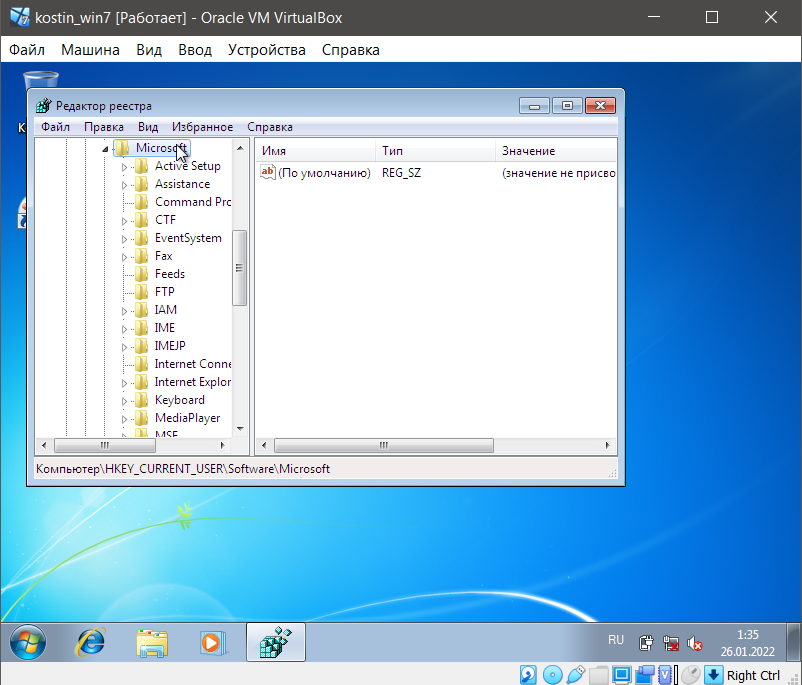 kostin_win7 [Работает] - Oracle VM VirtualBox
Файл Машина Вид Ввод Устройства Справка
Редактор реестра
Файл Правка Вид Избранное Справка
Microsoft
Active Setup
Assistance
Command Pro
CTF
EventSystem
Fax
Feeds
FTP
IAM
IME
IMEJP
Internet Conne
Internet Explor
Keyboard
MediaPlayer
MSF
Имя Тип Значение
ab (По умолчанию) REG_SZ (значение не присво
Компьютер\HKEY_CURRENT_USER\Software\Microsoft
RU
1:35
26.01.2022
Right Ctrl